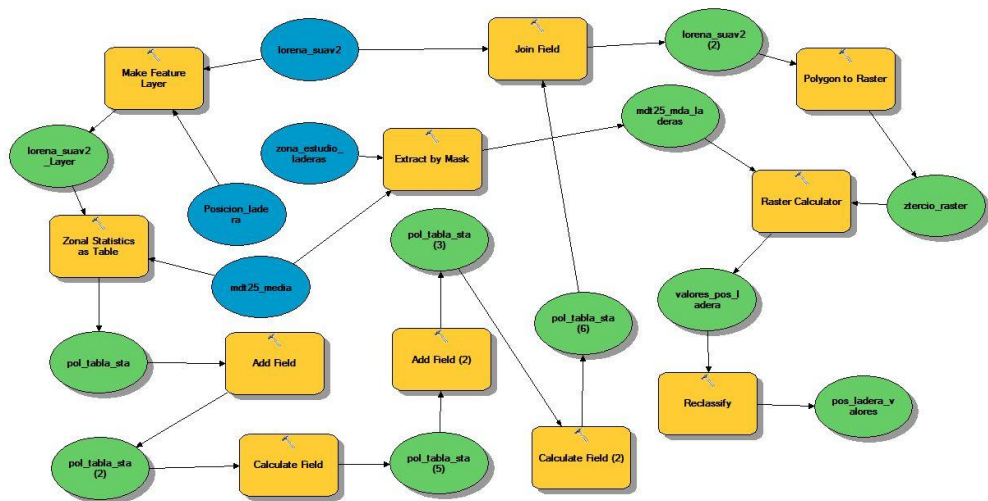 lorena_suav2
Join Field
lorena_suav2
(2)
Make Feature
Layer
Polygon to Raster
mdt25_mda_la
deras
lorena_suav2
_Layer
zona_estudio_
laderas
Extract by Mask
Posicion_lade
ra
Raster Calculator
ztercio_raster
Zonal Statistics
as Table
pol_tabla_sta
(3)
mdt25_media
valores_pos_l
adera
pol_tabla_sta
(6)
pol_tabla_sta
Add Field
Add Field (2)
Reclassify
pos_ladera_v
alores
pol_tabla_sta
(2)
Calculate Field
pol_tabla_sta
(5)
Calculate Field (2)